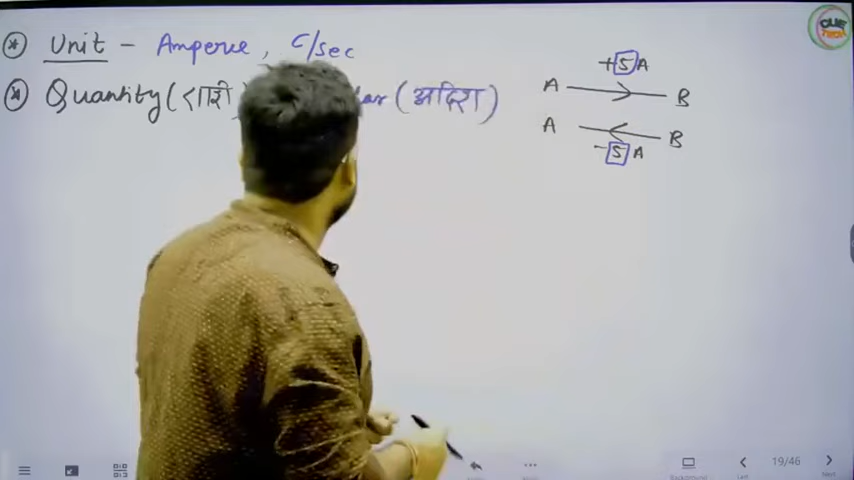 Unit - Ampere, C/sec
Quantity (राशी) (अदिश)
+5A
A B
A B
-5A
19/46